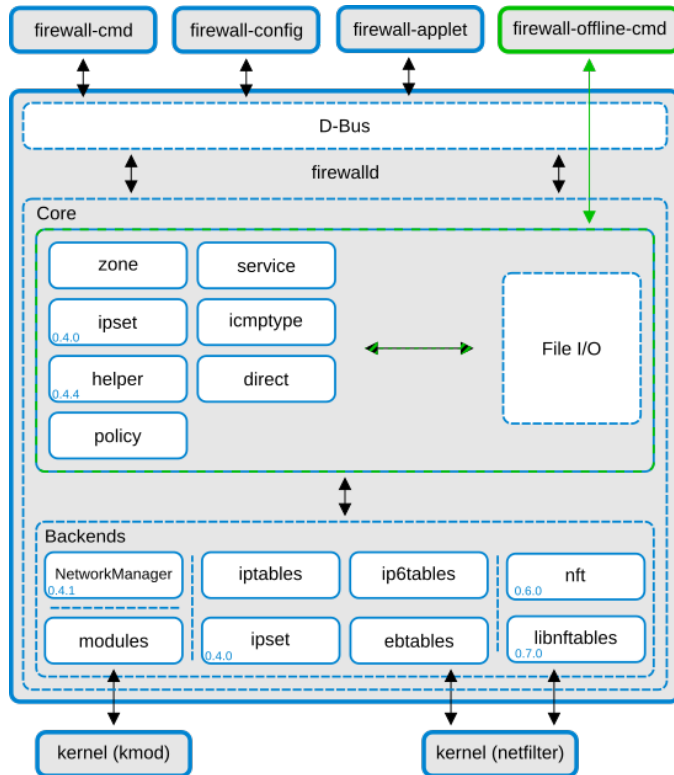 firewall-cmd
firewall-config
firewall-applet
firewall-offline-cmd
D-Bus
firewalld
Core
zone
service
ipset
0.4.0
icmptype
helper
0.4.4
direct
policy
File I/O
Backends
NetworkManager
0.4.1
iptables
ip6tables
nft
0.6.0
modules
ipset
0.4.0
ebtables
libnftables
0.7.0
kernel (kmod)
kernel (netfilter)